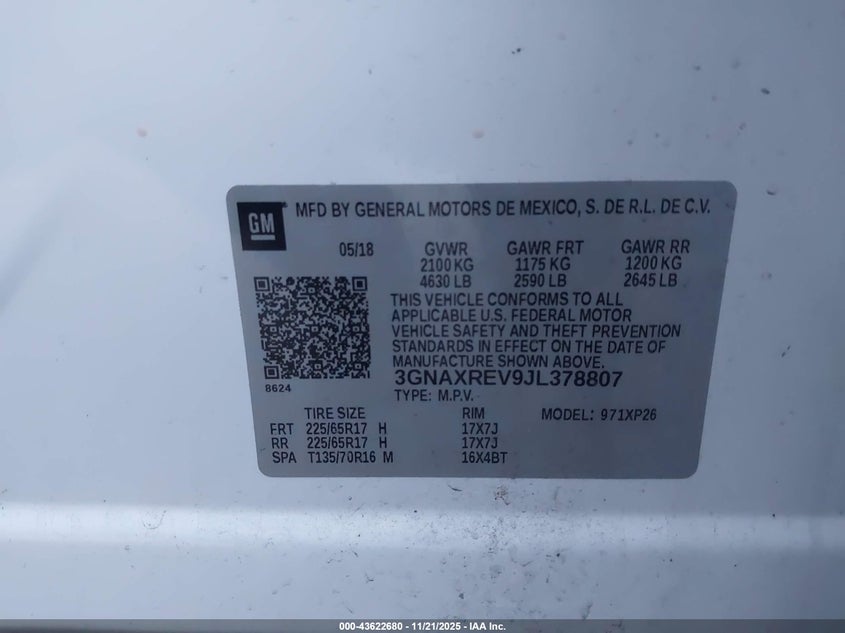 GM
MFD BY GENERAL MOTORS DE MEXICO, S. DE R.L. DE C.V.
05/18 GVWR GAWR FRT GAWR RR
2100 KG 1175 KG 1200 KG
4630 LB 2590 LB 2645 LB
THIS VEHICLE CONFORMS TO ALL
APPLICABLE U.S. FEDERAL MOTOR
VEHICLE SAFETY AND THEFT PREVENTION
STANDARDS IN EFFECT ON THE DATE OF
MANUFACTURE SHOWN ABOVE.
3GNAXREV9JL378807
8624
TYPE: M.P.V.
TIRE SIZE RIM MODEL: 971XP26
FRT 225/65R17 H 17X7J
RR 225/65R17 H 17X7J
SPA T135/70R16 M 16X4BT
000-43622680 - 11/21/2025 - IAA Inc.